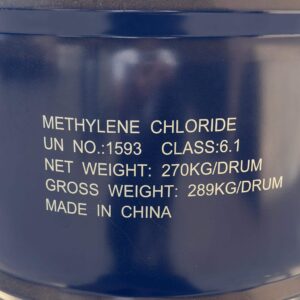 METHYLENE CHLORIDE
UN NO.:1593 CLASS:6.1
NET WEIGHT: 270KG/DRUM
GROSS WEIGHT: 289KG/DRUM
MADE IN CHINA